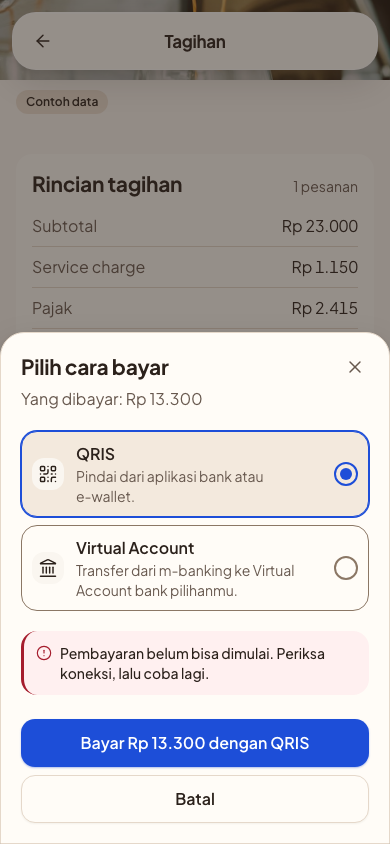 Tagihan
Contoh data
Rincian tagihan
1 pesanan
Subtotal
Rp 23.000
Service charge
Rp 1.150
Pajak
Rp 2.415
Pilih cara bayar
Yang dibayar: Rp 13.300
QRIS
Pindai dari aplikasi bank atau
e-wallet.
Virtual Account
Transfer dari m-banking ke Virtual
Account bank pilihanmu.
Pembayaran belum bisa dimulai. Periksa
koneksi, lalu coba lagi.
Bayar Rp 13.300 dengan QRIS
Batal